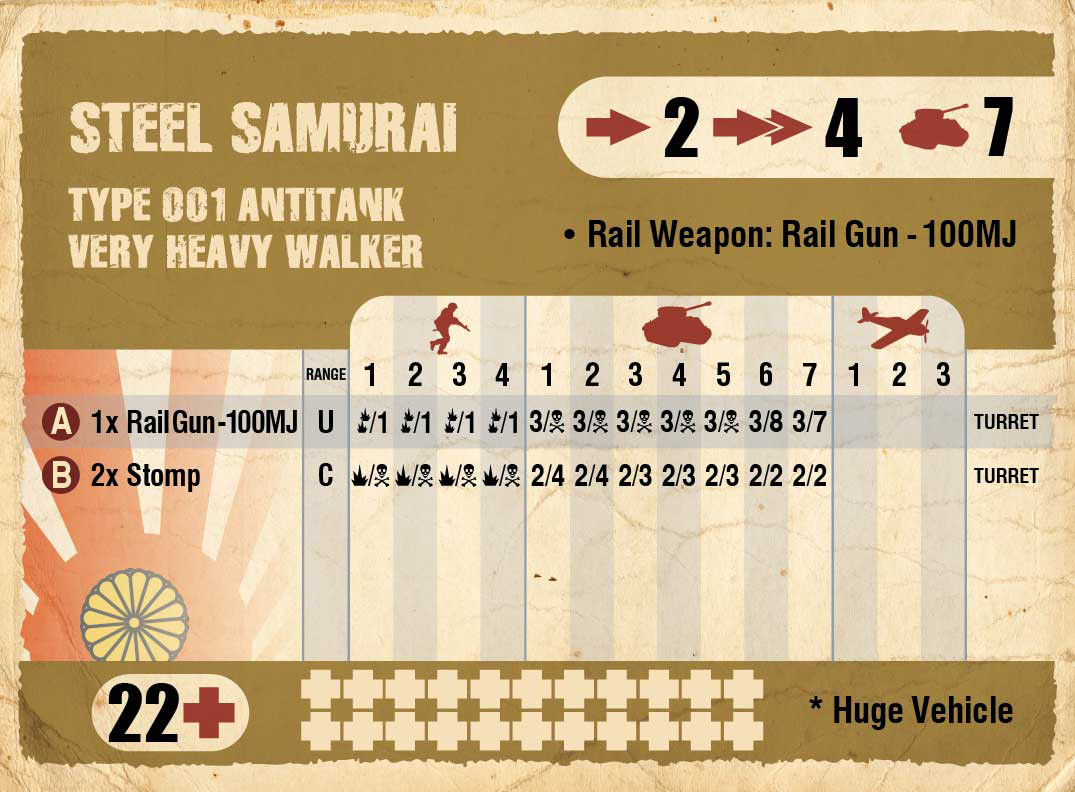 STEEL SAMURAI
2 4 7
TYPE 001 ANTITANK
VERY HEAVY WALKER
• Rail Weapon: Rail Gun - 100MJ
RANGE 1 2 3 4 1 2 3 4 5 6 7 1 2 3
A 1x Rail Gun - 100MJ U /1 /1 /1 /1 3/☠ 3/☠ 3/☠ 3/☠ 3/☠ 3/8 3/7 TURRET
B 2x Stomp C /☠ /☠ /☠ /☠ 2/4 2/4 2/3 2/3 2/3 2/2 2/2 TURRET
22+
* Huge Vehicle